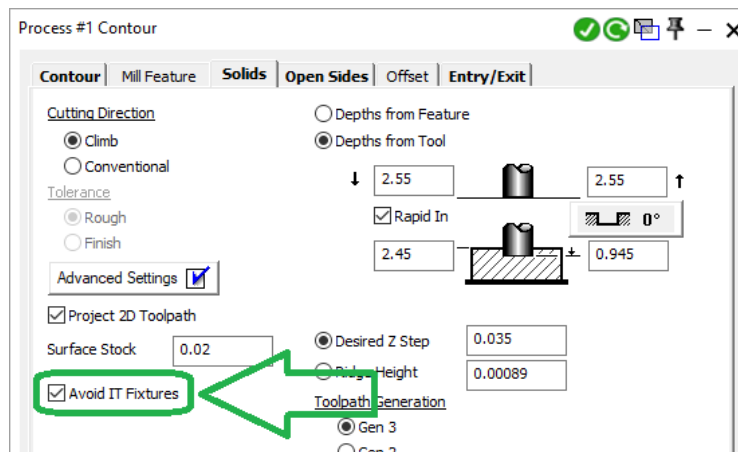 Process #1 Contour
Contour Mill Feature Solids Open Sides Offset Entry/Exit
Cutting Direction
Climb
Conventional
Tolerance
Rough
Finish
Advanced Settings
Project 2D Toolpath
Surface Stock 0.02
Avoid IT Fixtures
Depths from Feature
Depths from Tool
2.55 2.55
Rapid In 0°
2.45 0.945
Desired Z Step 0.035
Ridge Height 0.00089
Toolpath Generation
Gen 3